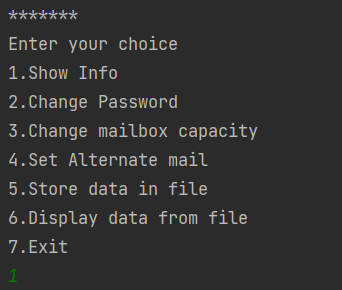 *******
Enter your choice
1.Show Info
2.Change Password
3.Change mailbox capacity
4.Set Alternate mail
5.Store data in file
6.Display data from file
7.Exit
1